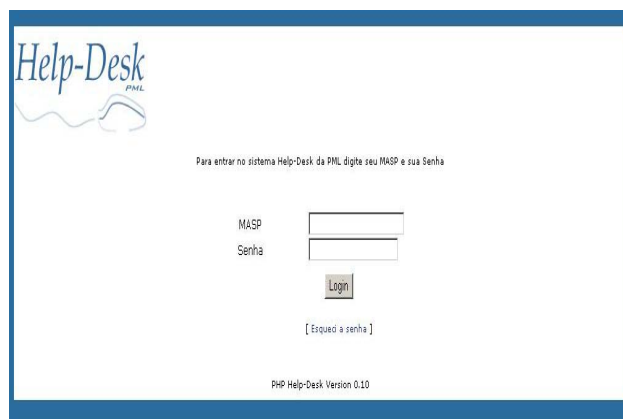 Help-Desk
PML
Para entrar no sistema Help-Desk da PML digite seu MASP e sua Senha
MASP
Senha
Login
[ Esqueci a senha ]
PHP Help-Desk Version 0.10